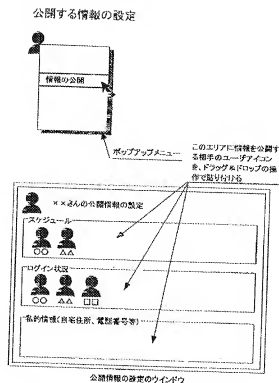 公開する情報の設定
情報の公開
ポップアップメニュー
このエリアに情報を公開す
る相手のユーザアイコン
を、ドラッグ&ドロップの操
作で貼り付ける
××さんの公開情報の設定
スケジュール
○○ △△
ログイン状況
○○ △△ □□
私的情報(自宅住所、電話番号等)
公開情報の設定のウインドウ